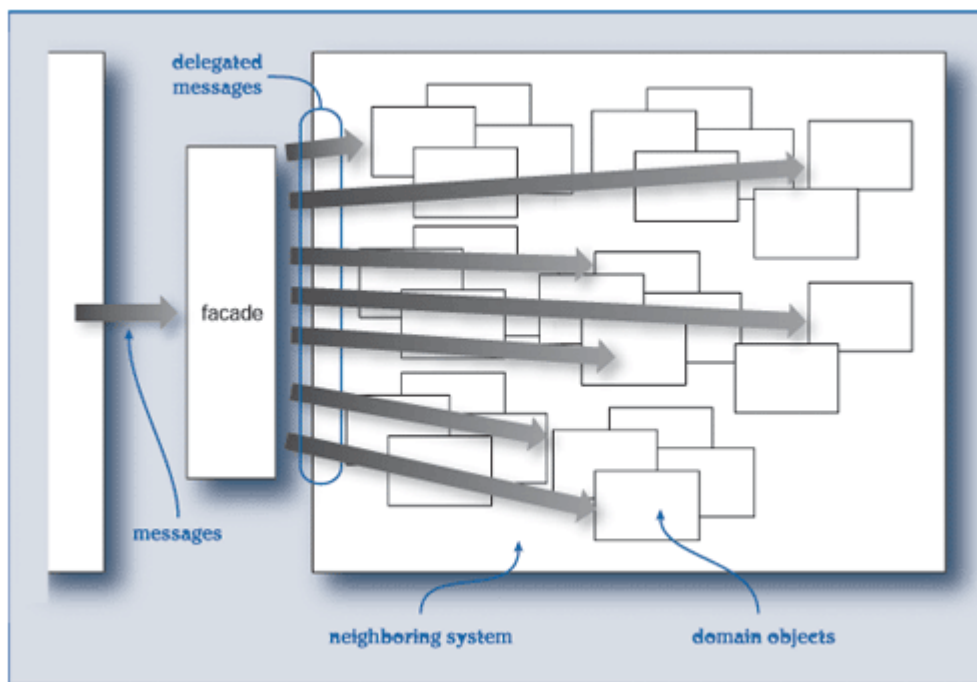 delegated
messages
facade
messages
neighboring system
domain objects